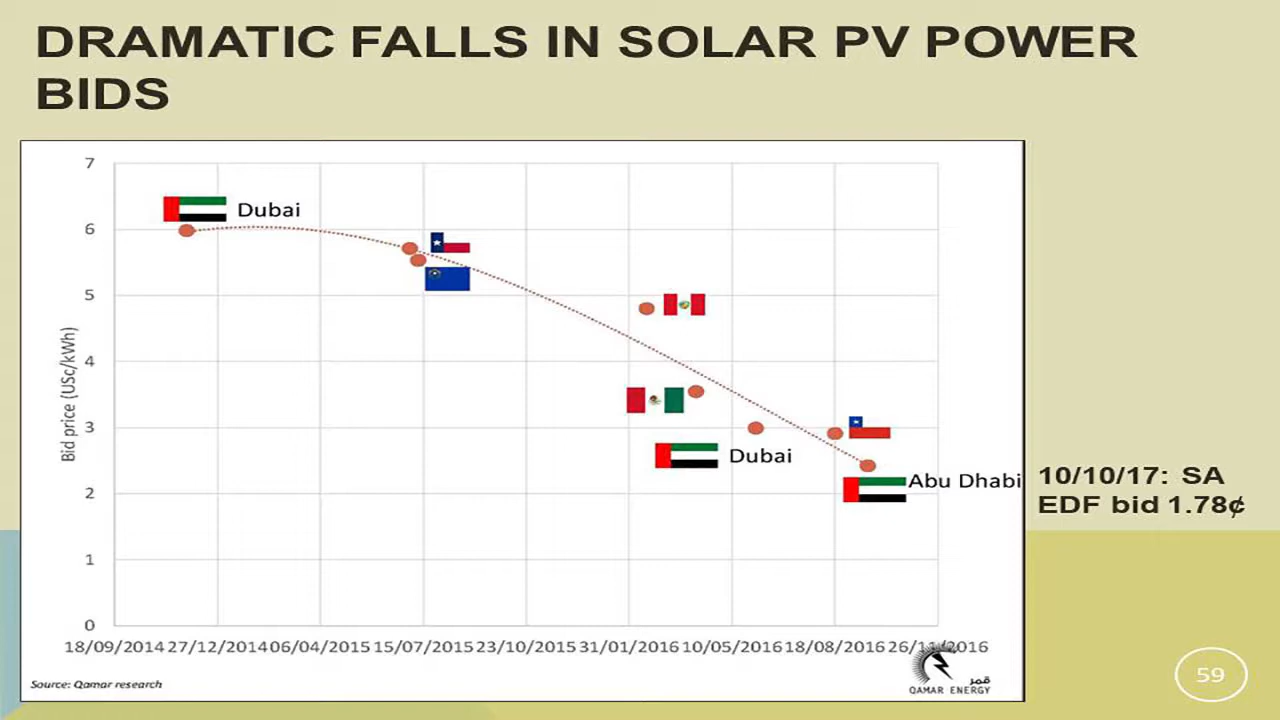 DRAMATIC FALLS IN SOLAR PV POWER
BIDS
7
Dubai
6
5
4
3
Dubai
Abu Dhabi
2
1
0
Bid price (USc/kWh)
18/09/2014 27/12/2014 06/04/2015 15/07/2015 23/10/2015 31/01/2016 10/05/2016 18/08/2016 26/11/2016
Source: Qamar research
قمر
QAMAR ENERGY
10/10/17: SA
EDF bid 1.78¢
59